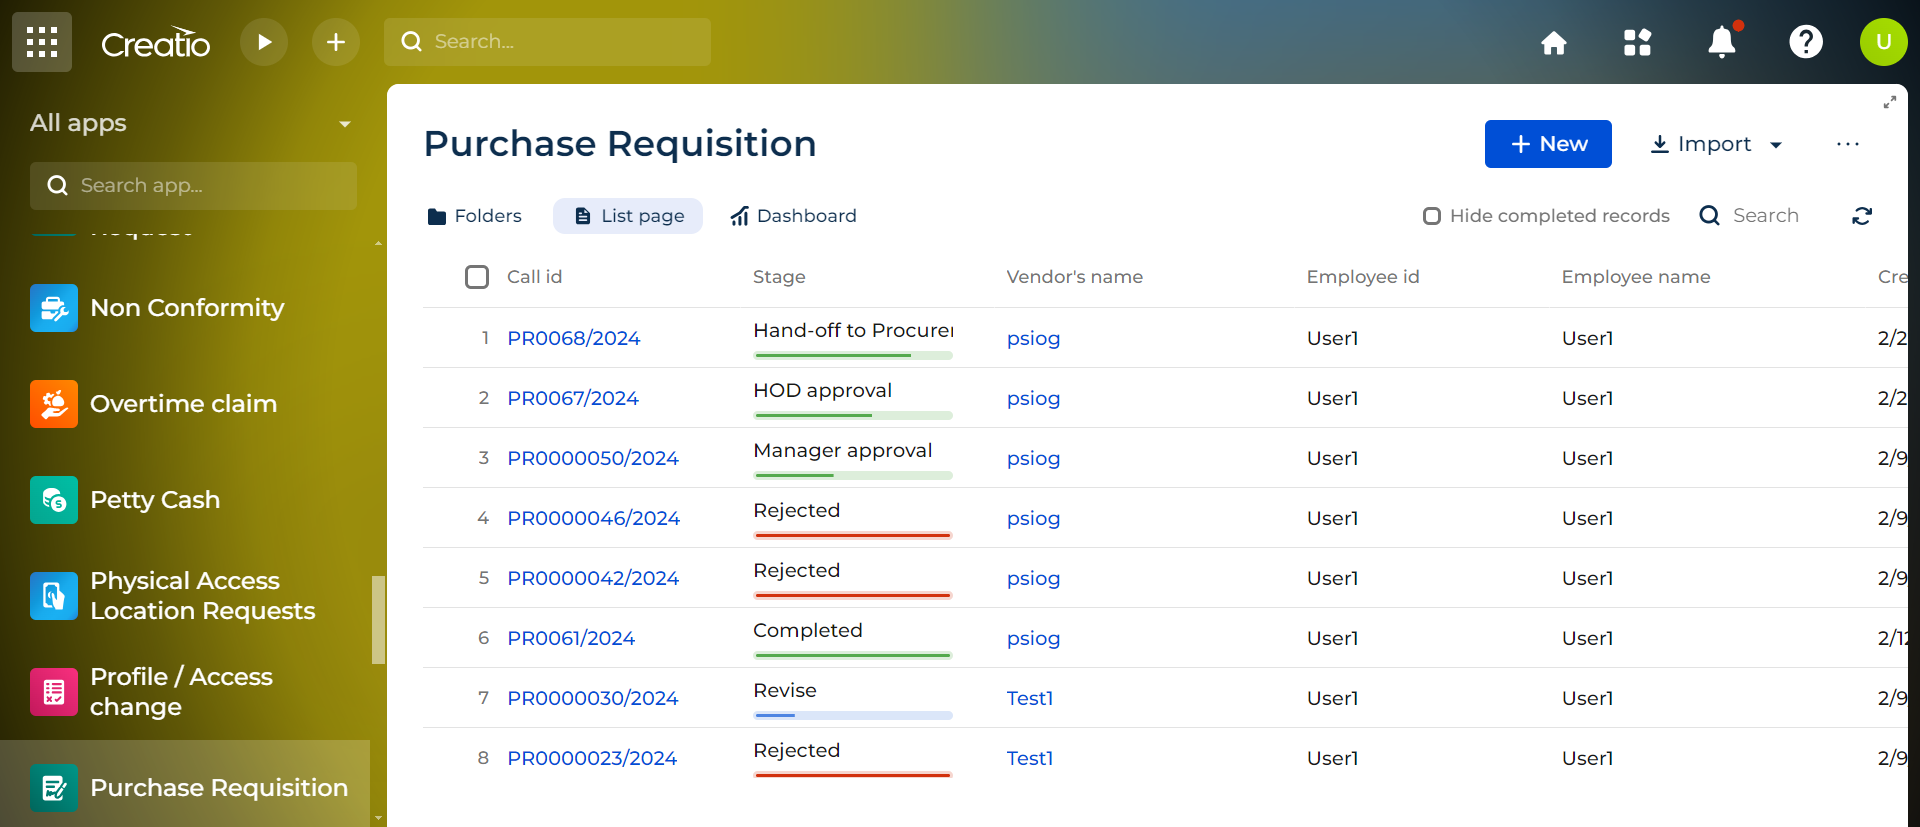 Creatio
Search...
U
All apps
Search app...
Non Conformity
Overtime claim
Petty Cash
Physical Access
Location Requests
Profile / Access
change
Purchase Requisition
Purchase Requisition
New
Import
Folders
List page
Dashboard
Hide completed records
Search
Call id Stage Vendor's name Employee id Employee name Cre
1 PR0068/2024 Hand-off to Procurer psiog User1 User1 2/2
2 PR0067/2024 HOD approval psiog User1 User1 2/2
3 PR0000050/2024 Manager approval psiog User1 User1 2/9
4 PR0000046/2024 Rejected psiog User1 User1 2/9
5 PR0000042/2024 Rejected psiog User1 User1 2/9
6 PR0061/2024 Completed psiog User1 User1 2/12
7 PR0000030/2024 Revise Test1 User1 User1 2/9
8 PR0000023/2024 Rejected Test1 User1 User1 2/9